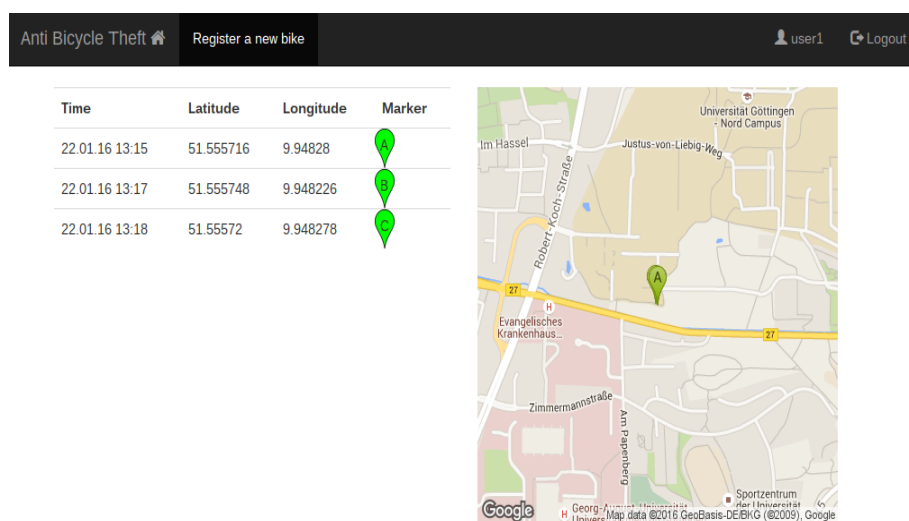 Anti Bicycle Theft Register a new bike user1 Logout
Time Latitude Longitude Marker
22.01.16 13:15 51.555716 9.94828 A
22.01.16 13:17 51.555748 9.948226 B
22.01.16 13:18 51.55572 9.948278 C
Universität Göttingen
- Nord Campus
Im Hassel
Justus-von-Liebig-Weg
Robert-Koch-Straße
A
27
H
Evangelisches
Krankenhaus...
27
Zimmermannstraße
Am Papenberg
Sportzentrum
der Universität
Google
H Georg-August-Universität
Map data ©2016 GeoBasis-DE/BKG (©2009), Google